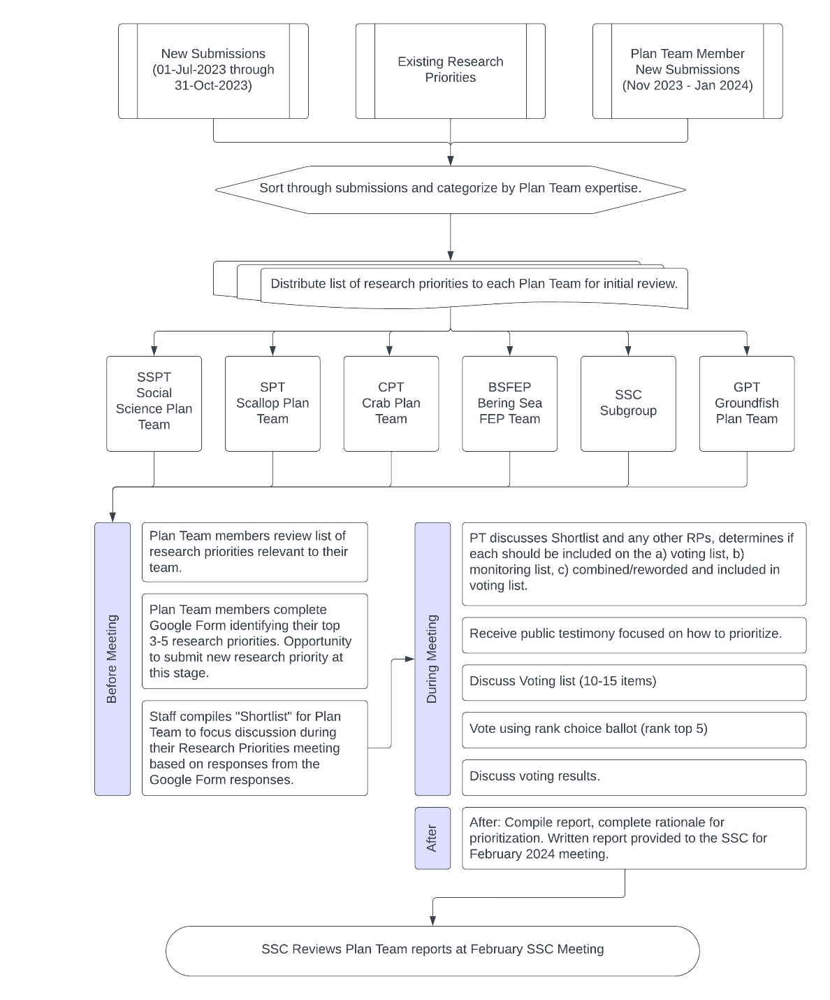 New Submissions
(01-Jul-2023 through
31-Oct-2023)
Existing Research
Priorities
Plan Team Member
New Submissions
(Nov 2023 - Jan 2024)
Sort through submissions and categorize by Plan Team expertise.
Distribute list of research priorities to each Plan Team for initial review.
SSPT
Social
Science Plan
Team
SPT
Scallop Plan
Team
CPT
Crab Plan
Team
BSFEP
Bering Sea
FEP Team
SSC
Subgroup
GPT
Groundfish
Plan Team
Before Meeting
Plan Team members review list of
research priorities relevant to their
team.
Plan Team members complete
Google Form identifying their top
3-5 research priorities. Opportunity
to submit new research priority at
this stage.
Staff compiles "Shortlist" for Plan
Team to focus discussion during
their Research Priorities meeting
based on responses from the
Google Form responses.
During Meeting
PT discusses Shortlist and any other RPs, determines if
each should be included on the a) voting list, b)
monitoring list, c) combined/reworded and included in
voting list.
Receive public testimony focused on how to prioritize.
Discuss Voting list (10-15 items)
Vote using rank choice ballot (rank top 5)
Discuss voting results.
After
After: Compile report, complete rationale for
prioritization. Written report provided to the SSC for
February 2024 meeting.
SSC Reviews Plan Team reports at February SSC Meeting